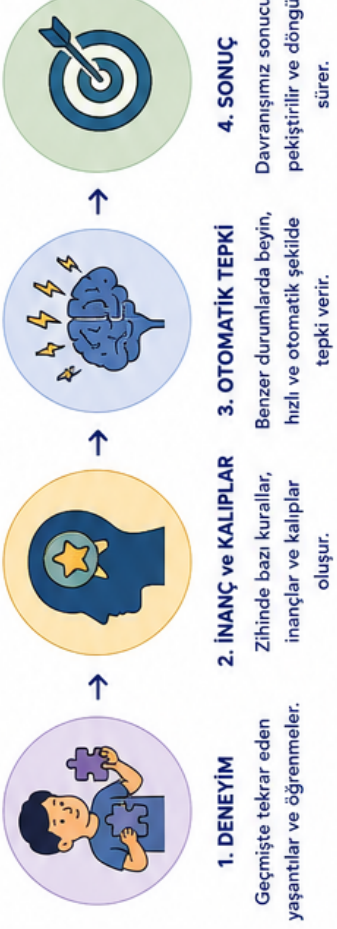 1. DENEYİM
Geçmişte tekrar eden
yaşantılar ve öğrenmeler.
2. İNANÇ ve KALIPLAR
Zihinde bazı kurallar,
inançlar ve kalıplar
oluşur.
3. OTOMATİK TEPKİ
Benzer durumlarda beyin,
hızlı ve otomatik şekilde
tepki verir.
4. SONUÇ
Davranışımız sonucu
pekiştirilir ve döngü
sürer.